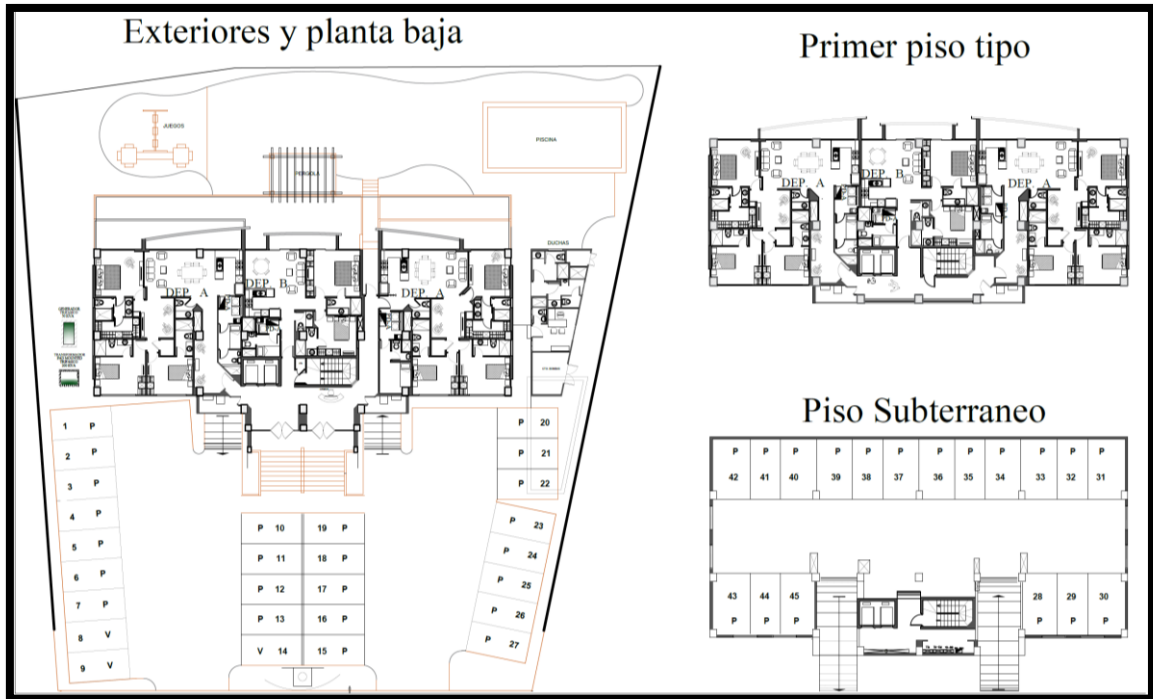 Exteriores y planta baja
JUEGOS
PISCINA
PERGOLA
DUCHAS
DEP. A
DEP. B
DEP. A
1 P
2 P
3 P
4 P
5 P
6 P
7 P
8 V
9 V
P 10 19 P
P 11 18 P
P 12 17 P
P 13 16 P
V 14 15 P
P 20
P 21
P 22
P 23
P 24
P 25
P 26
P 27
Primer piso tipo
DEP. A
DEP. B
DEP. A
Piso Subterraneo
P P P P P P P P P P P P
42 41 40 39 38 37 36 35 34 33 32 31
43 44 45 28 29 30
P P P P P P